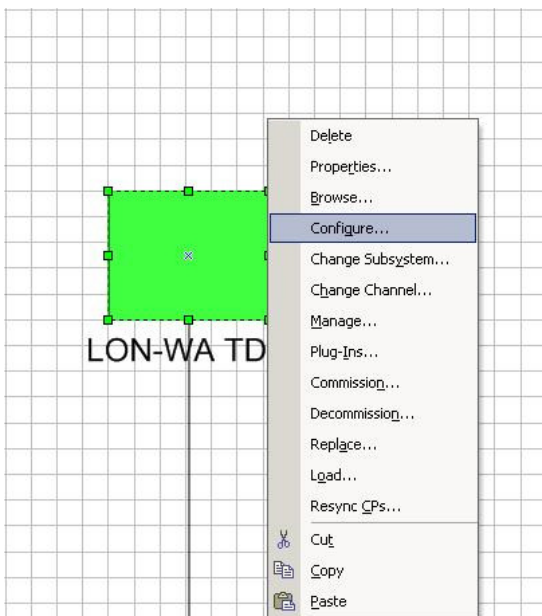 Delete
Properties...
Browse...
Configure...
Change Subsystem...
Change Channel...
Manage...
LON-WA TD
Plug-Ins...
Commission...
Decommission...
Replace...
Load...
Resync CPs...
Cut
Copy
Paste